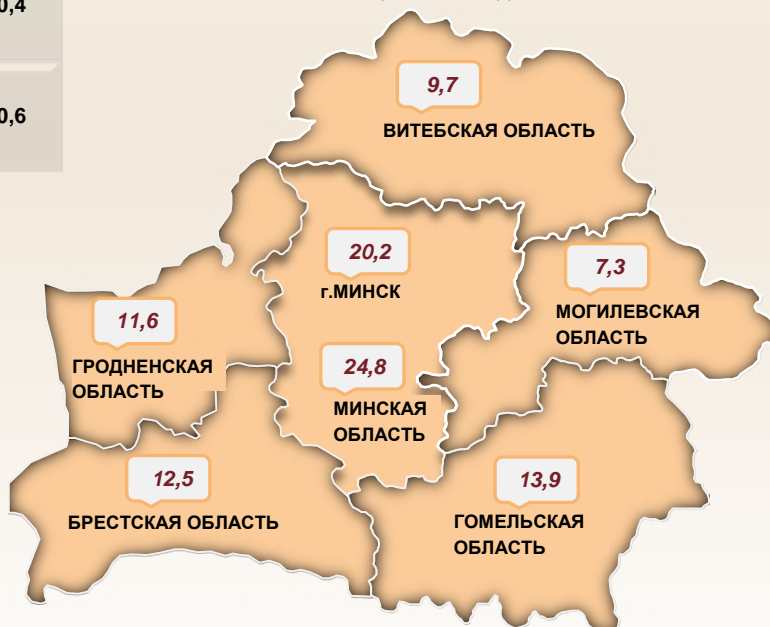 0,4
0,6
9,7
ВИТЕБСКАЯ ОБЛАСТЬ
20,2
г.МИНСК
7,3
МОГИЛЕВСКАЯ
ОБЛАСТЬ
11,6
ГРОДНЕНСКАЯ
ОБЛАСТЬ
24,8
МИНСКАЯ
ОБЛАСТЬ
12,5
БРЕСТСКАЯ ОБЛАСТЬ
13,9
ГОМЕЛЬСКАЯ
ОБЛАСТЬ